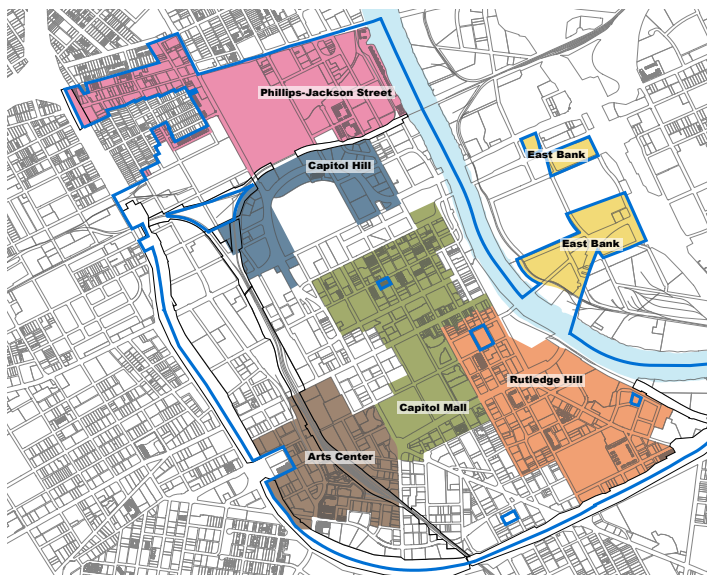 Phillips-Jackson Street
East Bank
Capitol Hill
East Bank
Rutledge Hill
Capitol Mall
Arts Center